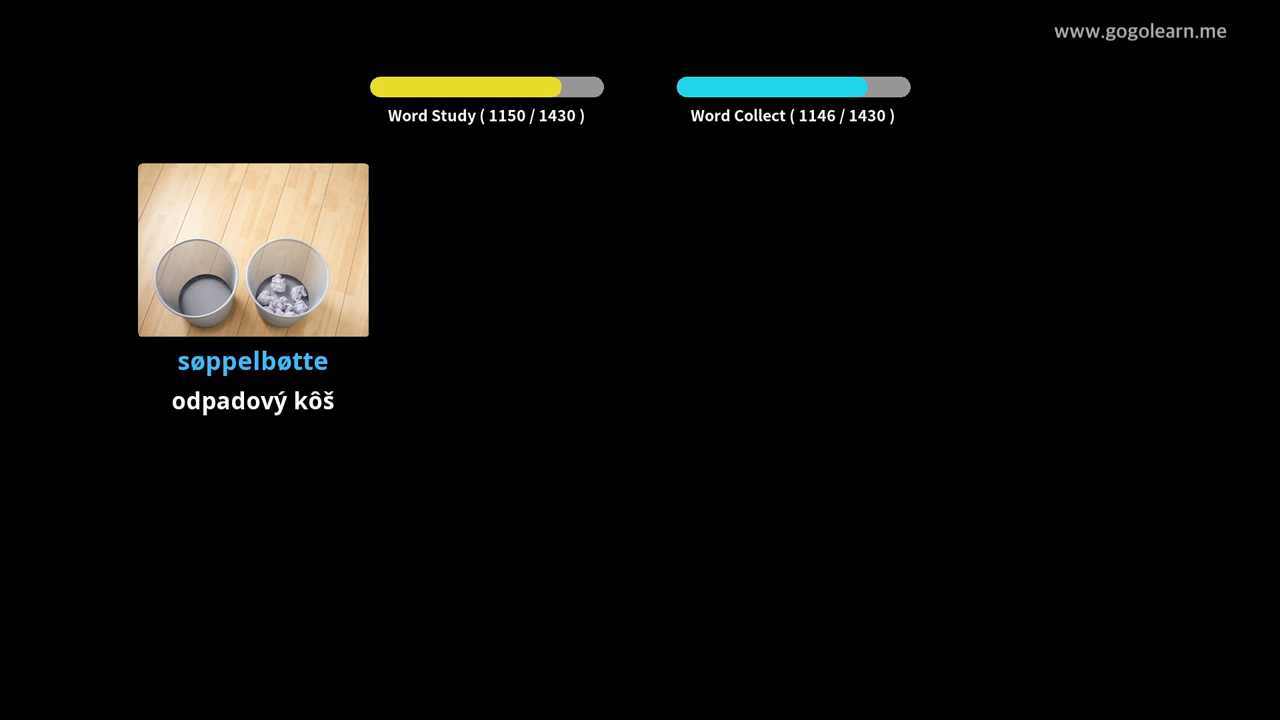 www.gogolearn.me
Word Study ( 1150 / 1430 )
Word Collect ( 1146 / 1430 )
søppelbøtte
odpadový kôš